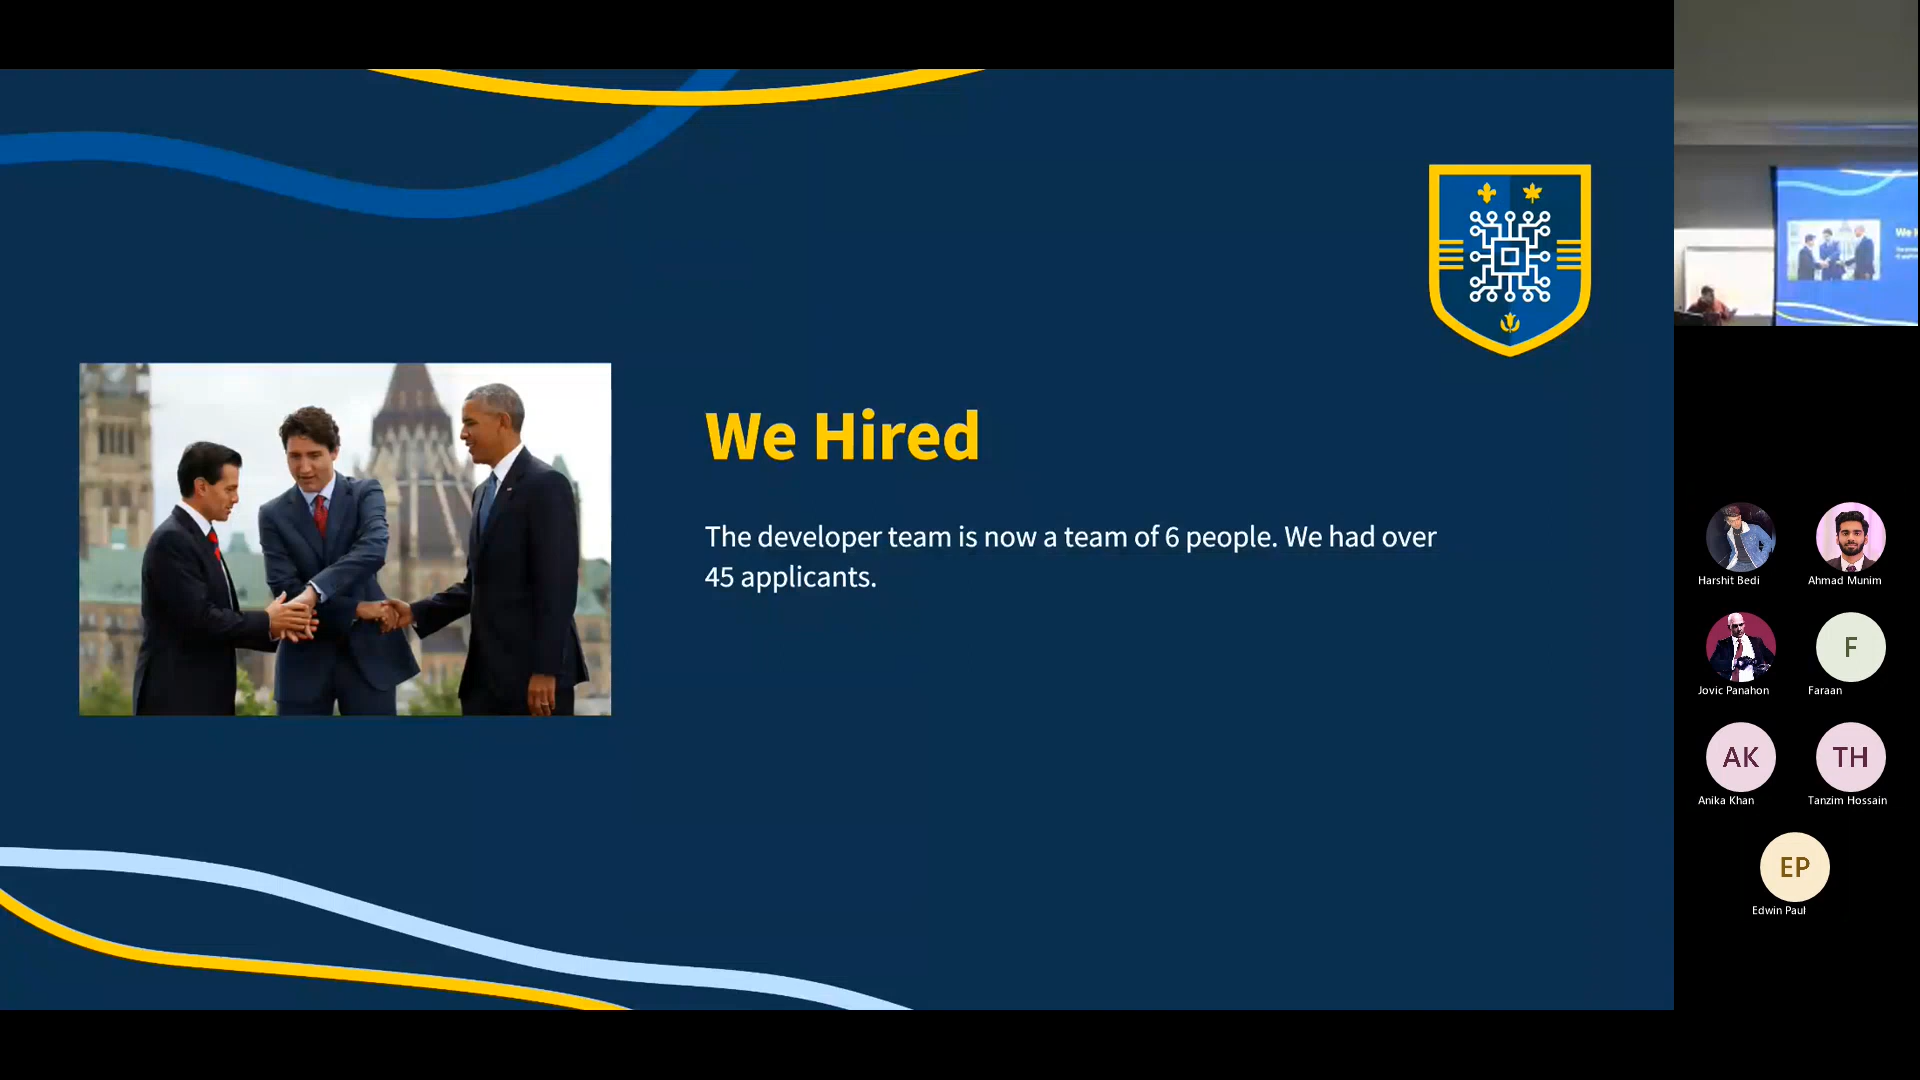 We Hired
The developer team is now a team of 6 people. We had over
45 applicants.
We H
Harshit Bedi
Ahmad Munim
F
Jovic Panahon
Faraan
AK
TH
Anika Khan
Tanzim Hossain
EP
Edwin Paul